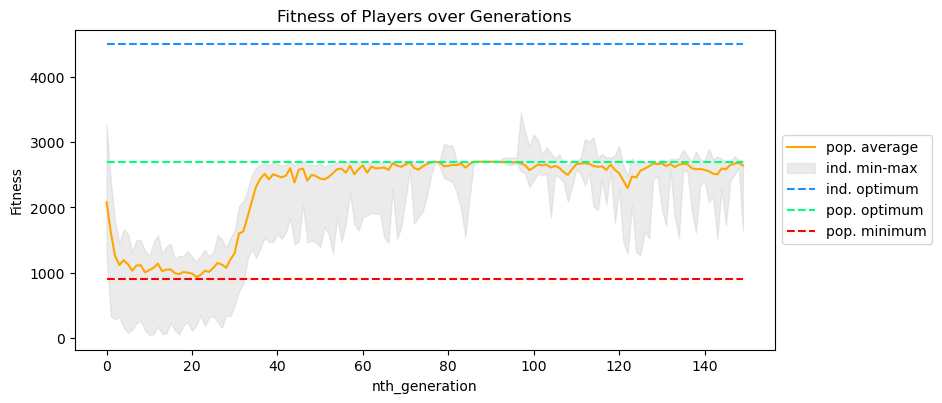 Fitness of Players over Generations
Fitness
4000
3000
2000
1000
0
0
20
40
60
80
100
120
140
nth_generation
pop. average
ind. min-max
ind. optimum
pop. optimum
pop. minimum